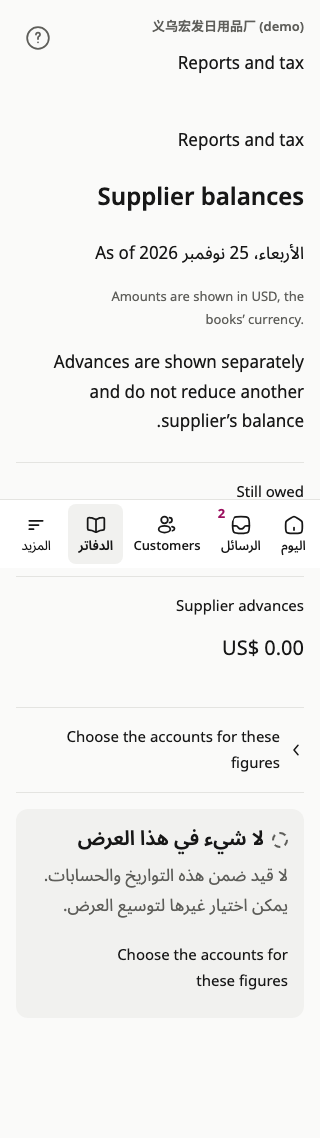 义乌宏发日用品厂 (demo)
Reports and tax
Reports and tax
Supplier balances
As of الأربعاء، 25 نوفمبر 2026
Amounts are shown in USD, the
books’ currency.
Advances are shown separately
and do not reduce another
supplier’s balance.
Still owed
اليوم
2
الرسائل
Customers
الدفاتر
المزيد
Supplier advances
US$ 0.00
Choose the accounts for these
figures
لا شيء في هذا العرض
لا قيد ضمن هذه التواريخ والحسابات.
يمكن اختيار غيرها لتوسيع العرض.
Choose the accounts for
these figures